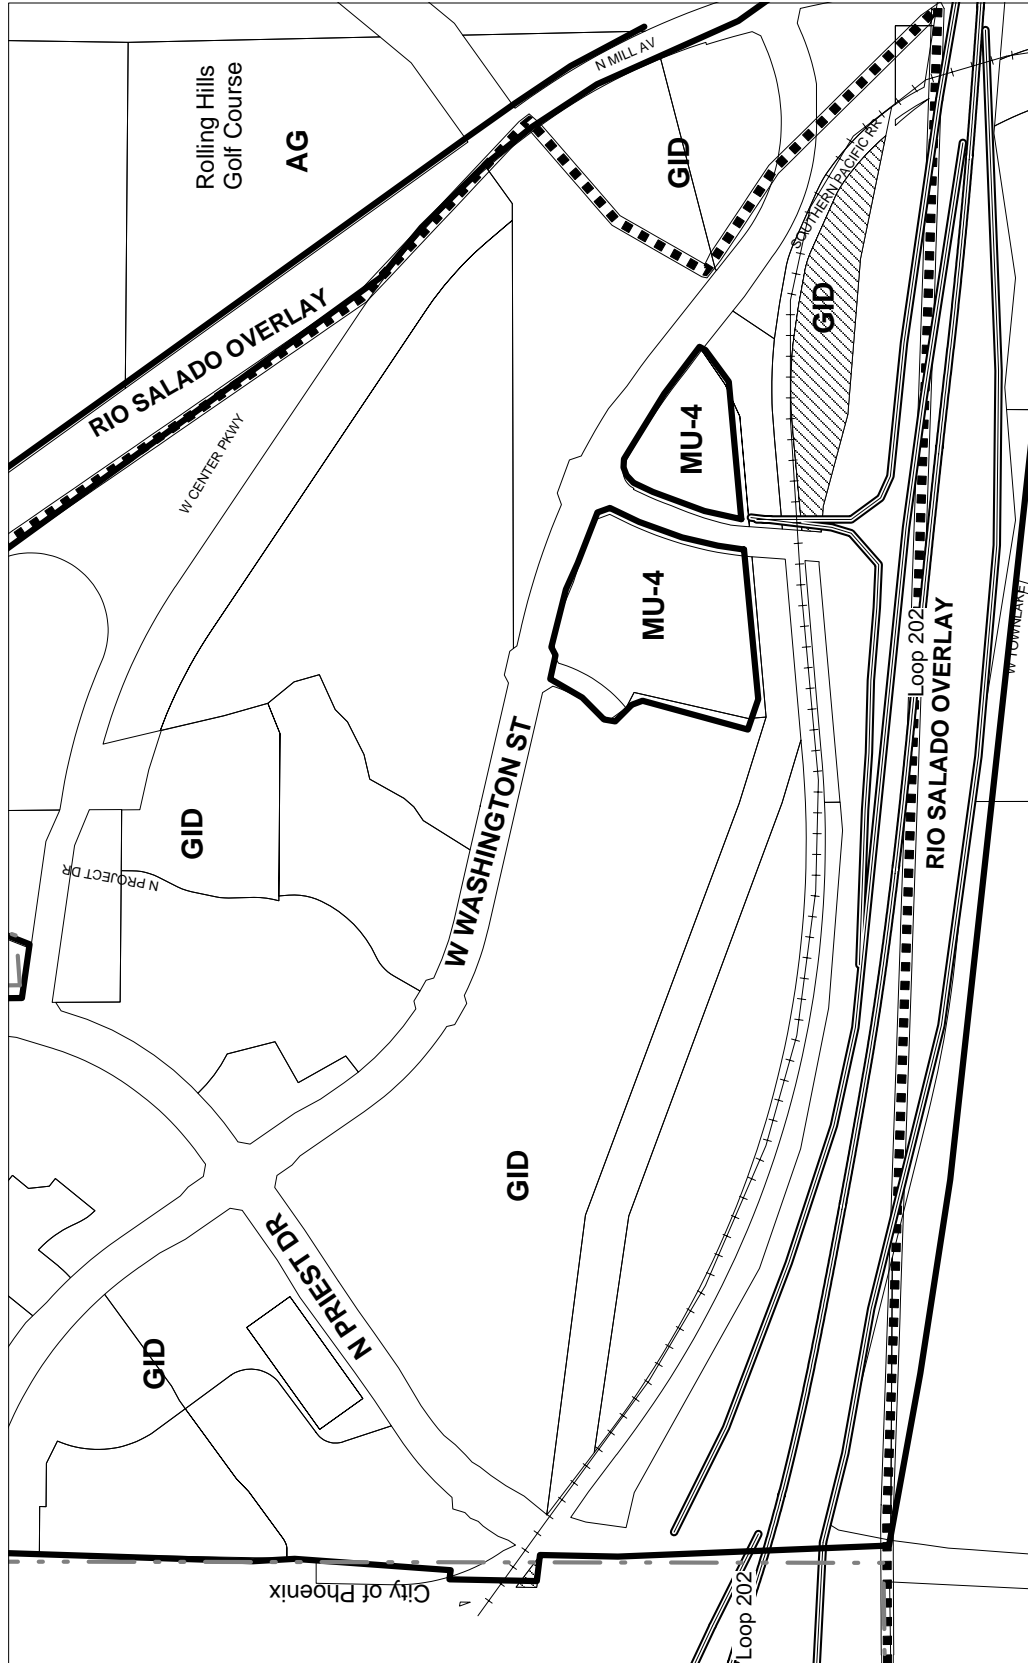 Rolling Hills
Golf Course
AG
N MILL AV
GID
SOUTHERN PACIFIC RR
GID
RIO SALADO OVERLAY
W CENTER PKWY
MU-4
MU-4
Loop 202
RIO SALADO OVERLAY
W TOWNLAKE
W WASHINGTON ST
GID
N PROJECT DR
GID
N PRIEST DR
GID
City of Phoenix
Loop 202